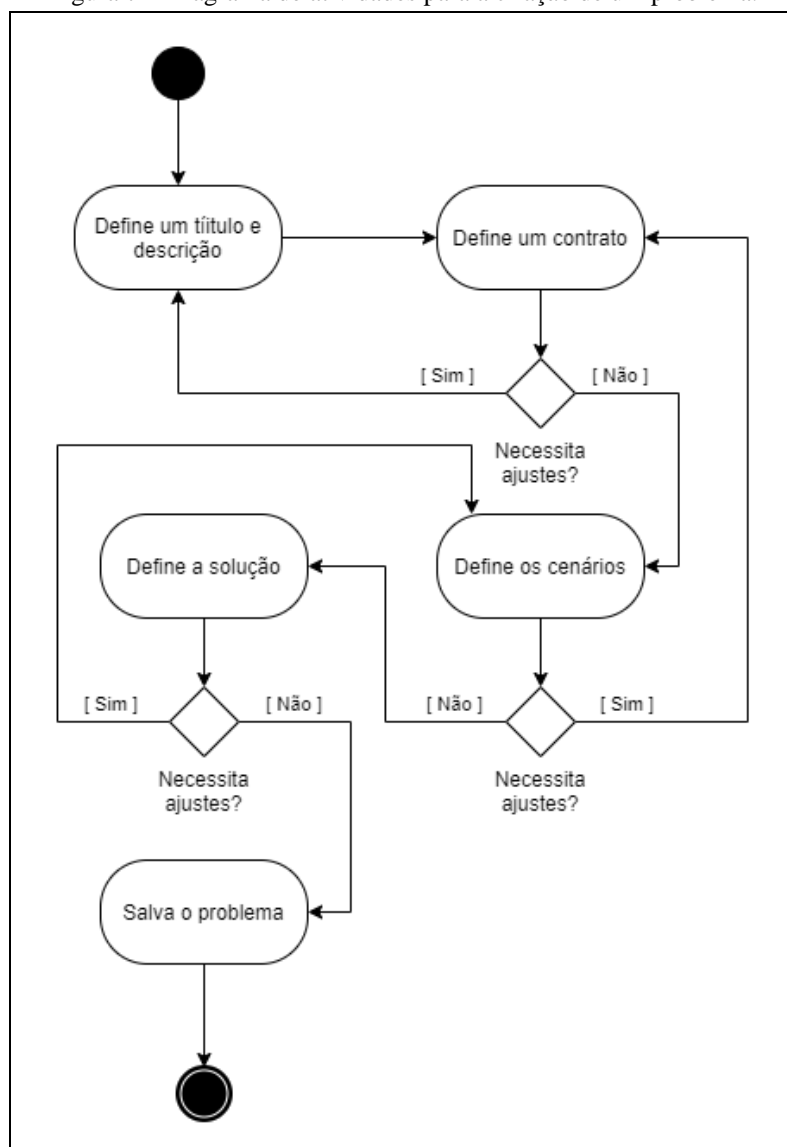 Define um tíitulo e
descrição
Define um contrato
[ Sim ]
[ Não ]
Necessita
ajustes?
Define a solução
Define os cenários
[ Sim ]
[ Não ]
[ Não ]
[ Sim ]
Necessita
ajustes?
Necessita
ajustes?
Salva o problema